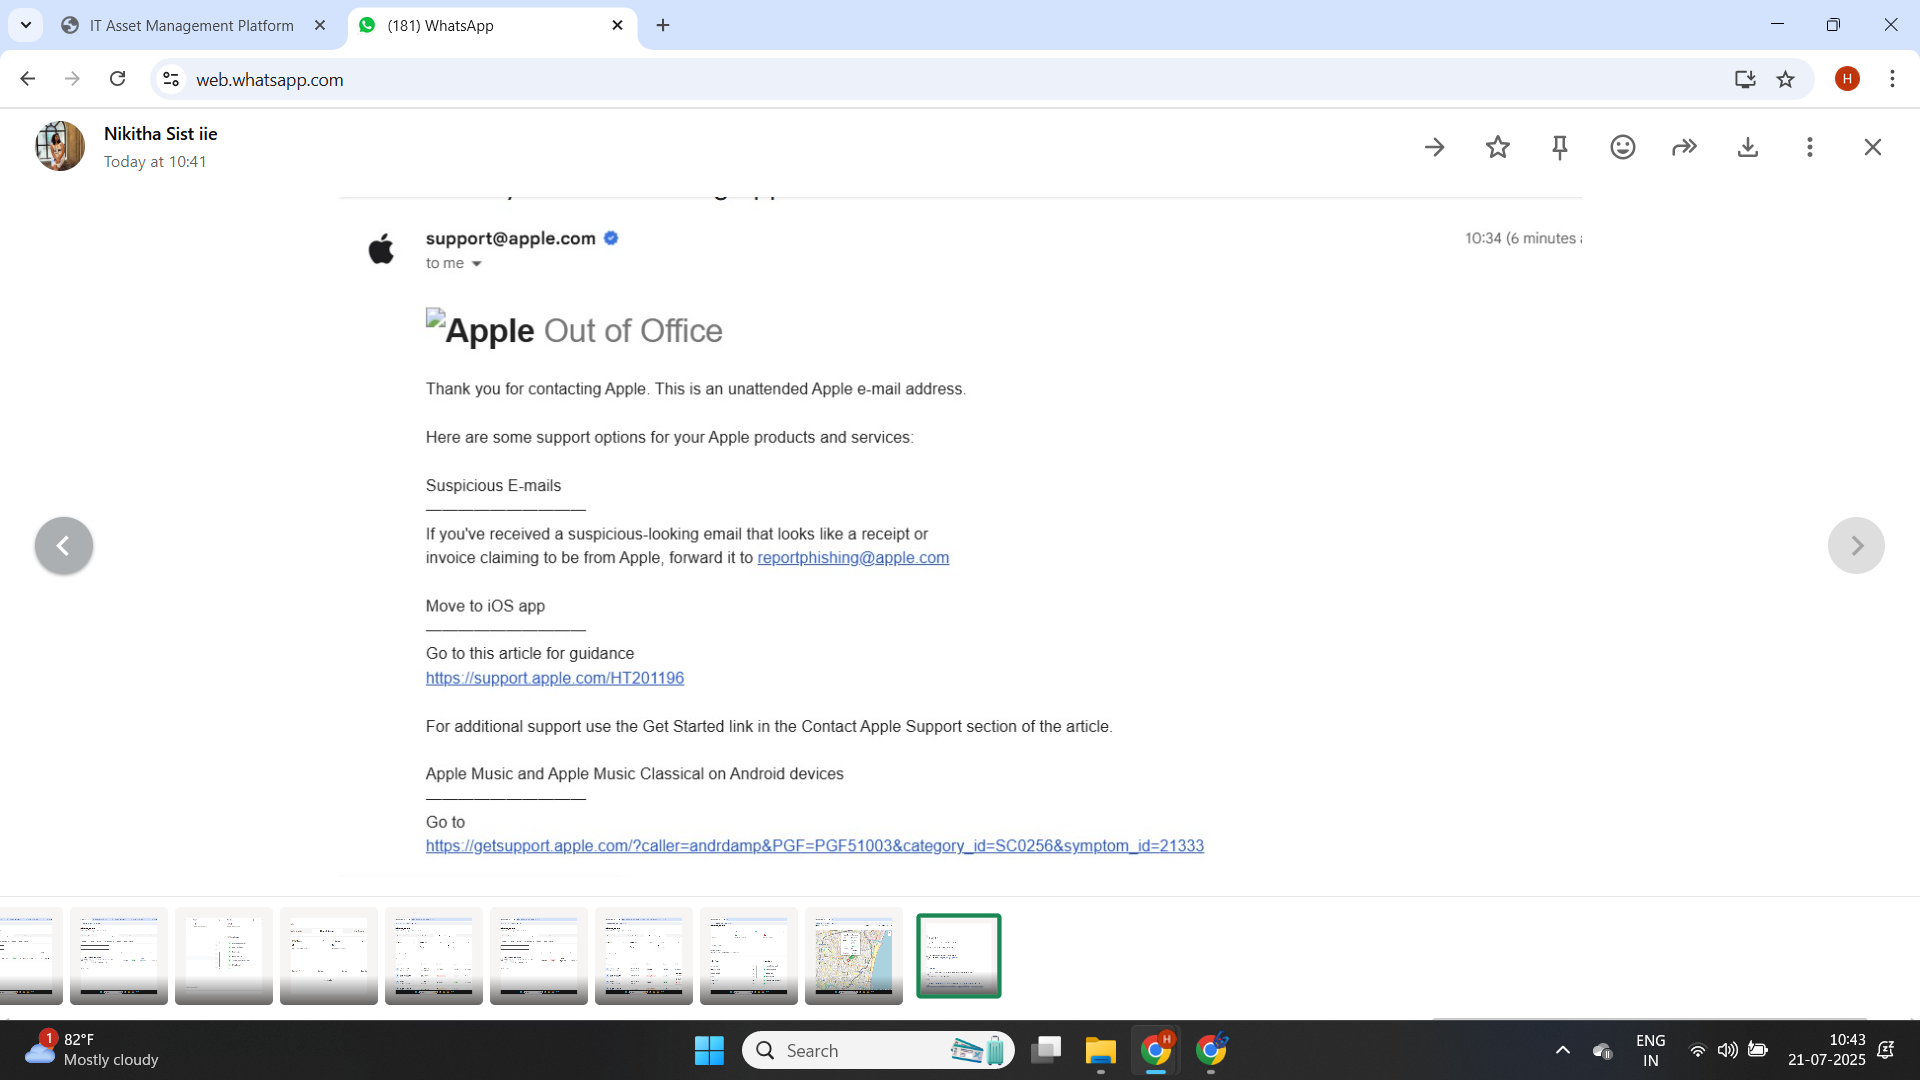 IT Asset Management Platform
(181) WhatsApp
web.whatsapp.com
H
Nikitha Sist iie
Today at 10:41
support@apple.com
10:34 (6 minutes
to me
Apple Out of Office
Thank you for contacting Apple. This is an unattended Apple e-mail address.
Here are some support options for your Apple products and services:
Suspicious E-mails
————————————
If you've received a suspicious-looking email that looks like a receipt or
invoice claiming to be from Apple, forward it to reportphishing@apple.com
Move to iOS app
————————————
Go to this article for guidance
https://support.apple.com/HT201196
For additional support use the Get Started link in the Contact Apple Support section of the article.
Apple Music and Apple Music Classical on Android devices
————————————
Go to
https://getsupport.apple.com/?caller=andrdamp&PGF=PGF51003&category_id=SC0256&symptom_id=21333
1
82°F
Mostly cloudy
Search
H
ENG
IN
10:43
21-07-2025